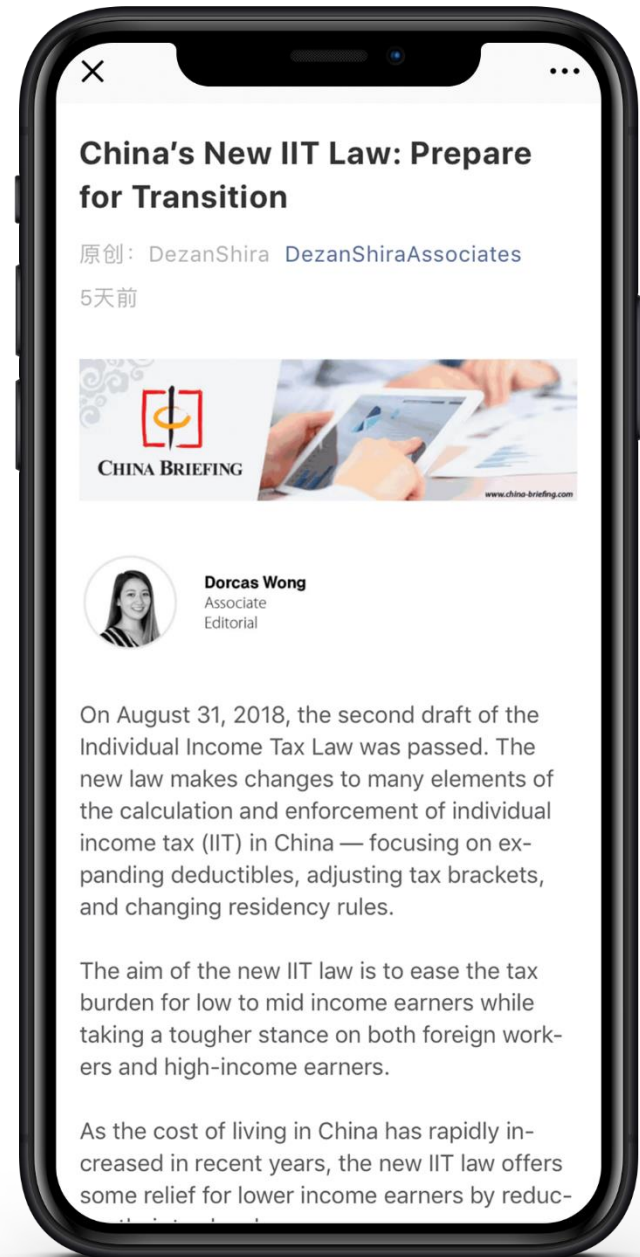 China's New IIT Law: Prepare
for Transition
原创: DezanShira DezanShiraAssociates
5天前
CHINA BRIEFING
www.china-briefing.com
Dorcas Wong
Associate
Editorial
On August 31, 2018, the second draft of the
Individual Income Tax Law was passed. The
new law makes changes to many elements of
the calculation and enforcement of individual
income tax (IIT) in China — focusing on ex-
panding deductibles, adjusting tax brackets,
and changing residency rules.
The aim of the new IIT law is to ease the tax
burden for low to mid income earners while
taking a tougher stance on both foreign work-
ers and high-income earners.
As the cost of living in China has rapidly in-
creased in recent years, the new IIT law offers
some relief for lower income earners by reduc-